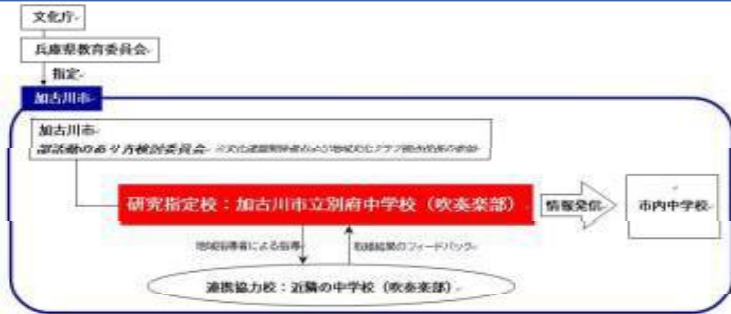 文化庁
兵庫県教育委員会
指定
加古川市
加古川市
部活動のあり方検討委員会
研究指定校：加古川市立別府中学校（吹奏楽部）
情報発信
市内中学校
地域指導者による指導
取組結果のフィードバック
連携協力校：近隣の中学校（吹奏楽部）